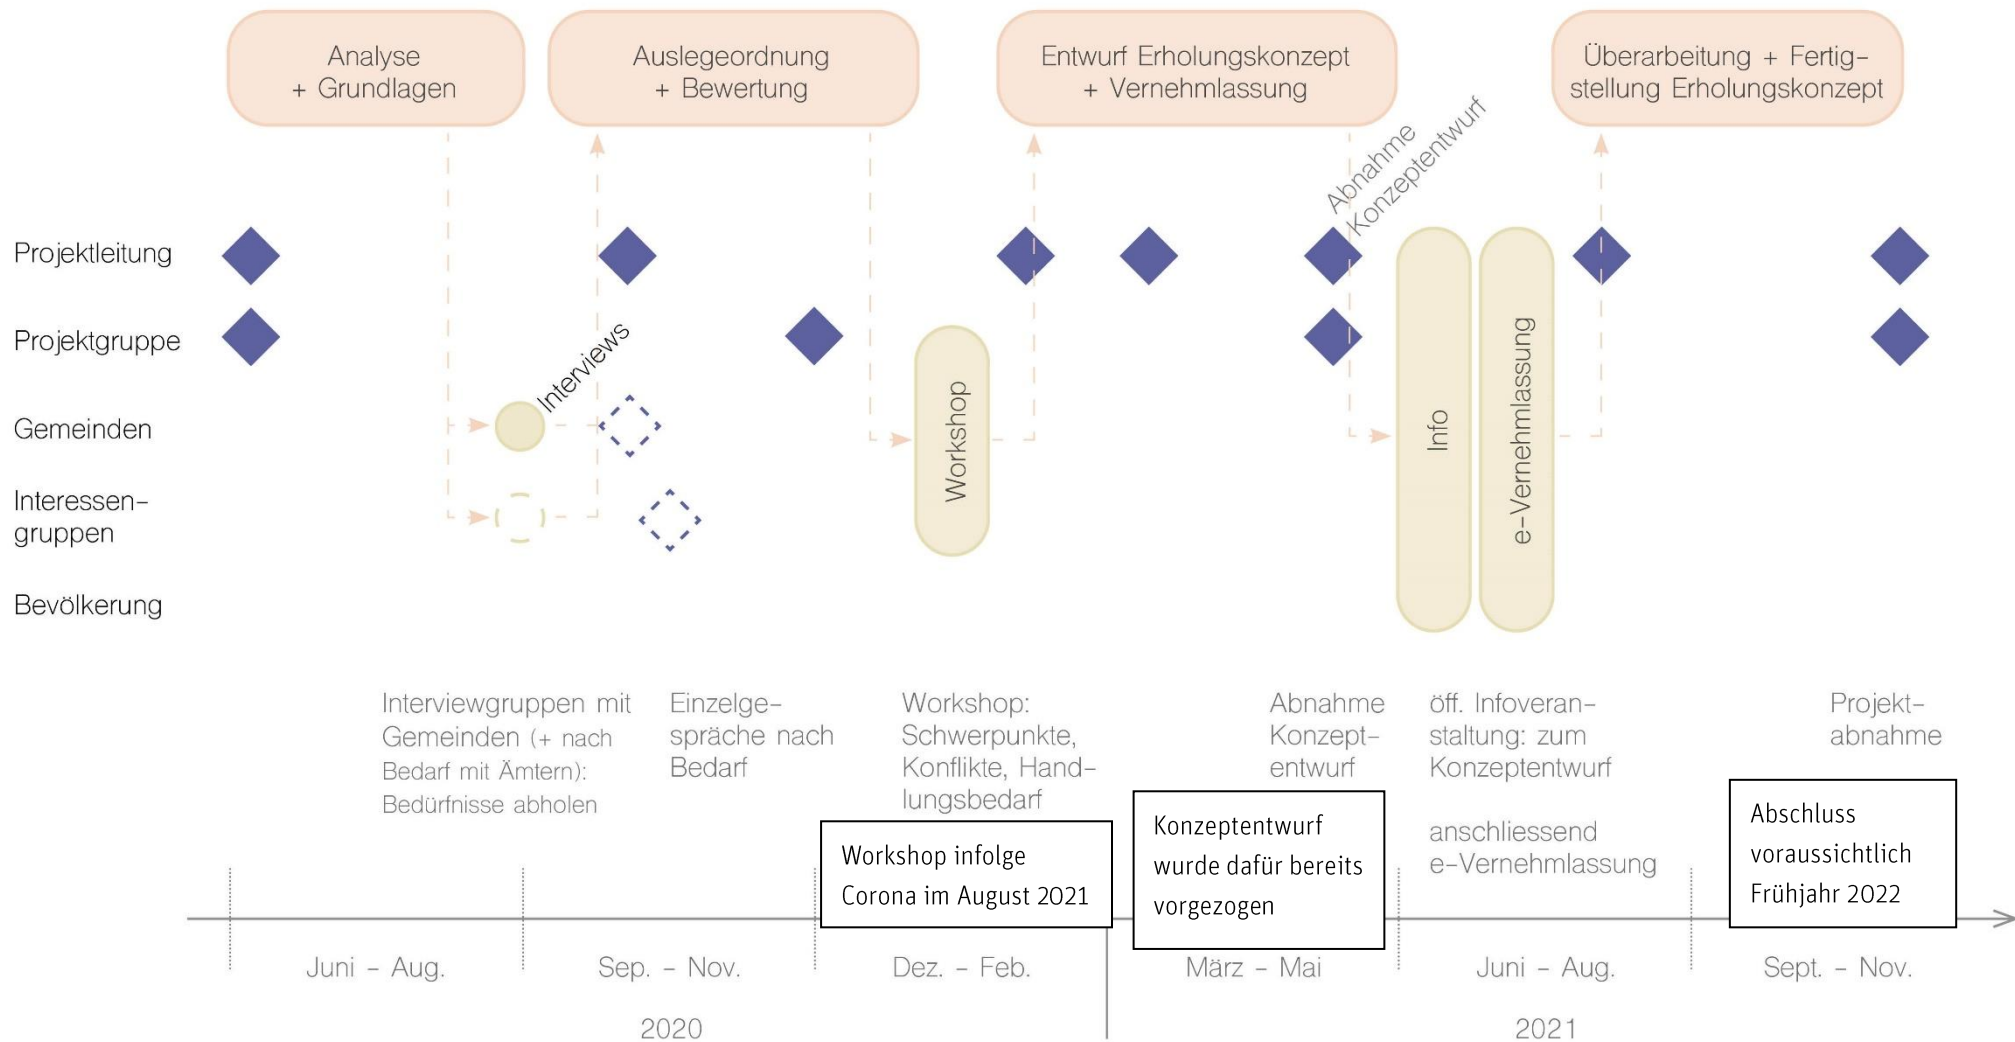 Analyse
+ Grundlagen
Auslegeordnung
+ Bewertung
Entwurf Erholungskonzept
+ Vernehmlassung
Überarbeitung + Fertig-
stellung Erholungskonzept
Abnahme
Konzeptentwurf
Projektleitung
Projektgruppe
Gemeinden
Interessen-
gruppen
Bevölkerung
Interviews
Workshop
Info
e-Vernehmlassung
Interviewgruppen mit
Gemeinden (+ nach
Bedarf mit Ämtern):
Bedürfnisse abholen
Einzelge-
spräche nach
Bedarf
Workshop:
Schwerpunkte,
Konflikte, Hand-
lungsbedarf
Abnahme
Konzept-
entwurf
öff. Infoveran-
staltung: zum
Konzeptentwurf
anschliessend
e-Vernehmlassung
Projekt-
abnahme
Workshop infolge
Corona im August 2021
Konzeptentwurf
wurde dafür bereits
vorgezogen
Abschluss
voraussichtlich
Frühjahr 2022
Juni - Aug.
Sep. - Nov.
Dez. - Feb.
März - Mai
Juni - Aug.
Sept. - Nov.
2020
2021